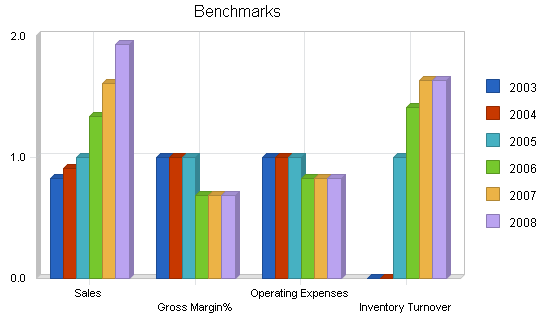 Benchmarks
2.0
1.0
0.0
Sales
Gross Margin%
Operating Expenses
Inventory Turnover
2003
2004
2005
2006
2007
2008